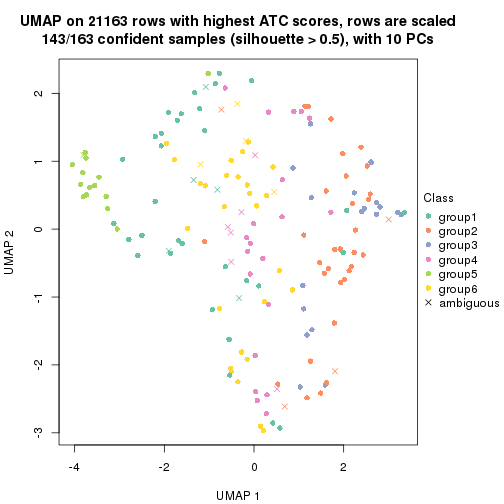 UMAP on 21163 rows with highest ATC scores, rows are scaled
143/163 confident samples (silhouette > 0.5), with 10 PCs
2
1
0
-1
-2
-3
UMAP 2
-4
-2
0
2
UMAP 1
Class
group1
group2
group3
group4
group5
group6
ambiguous